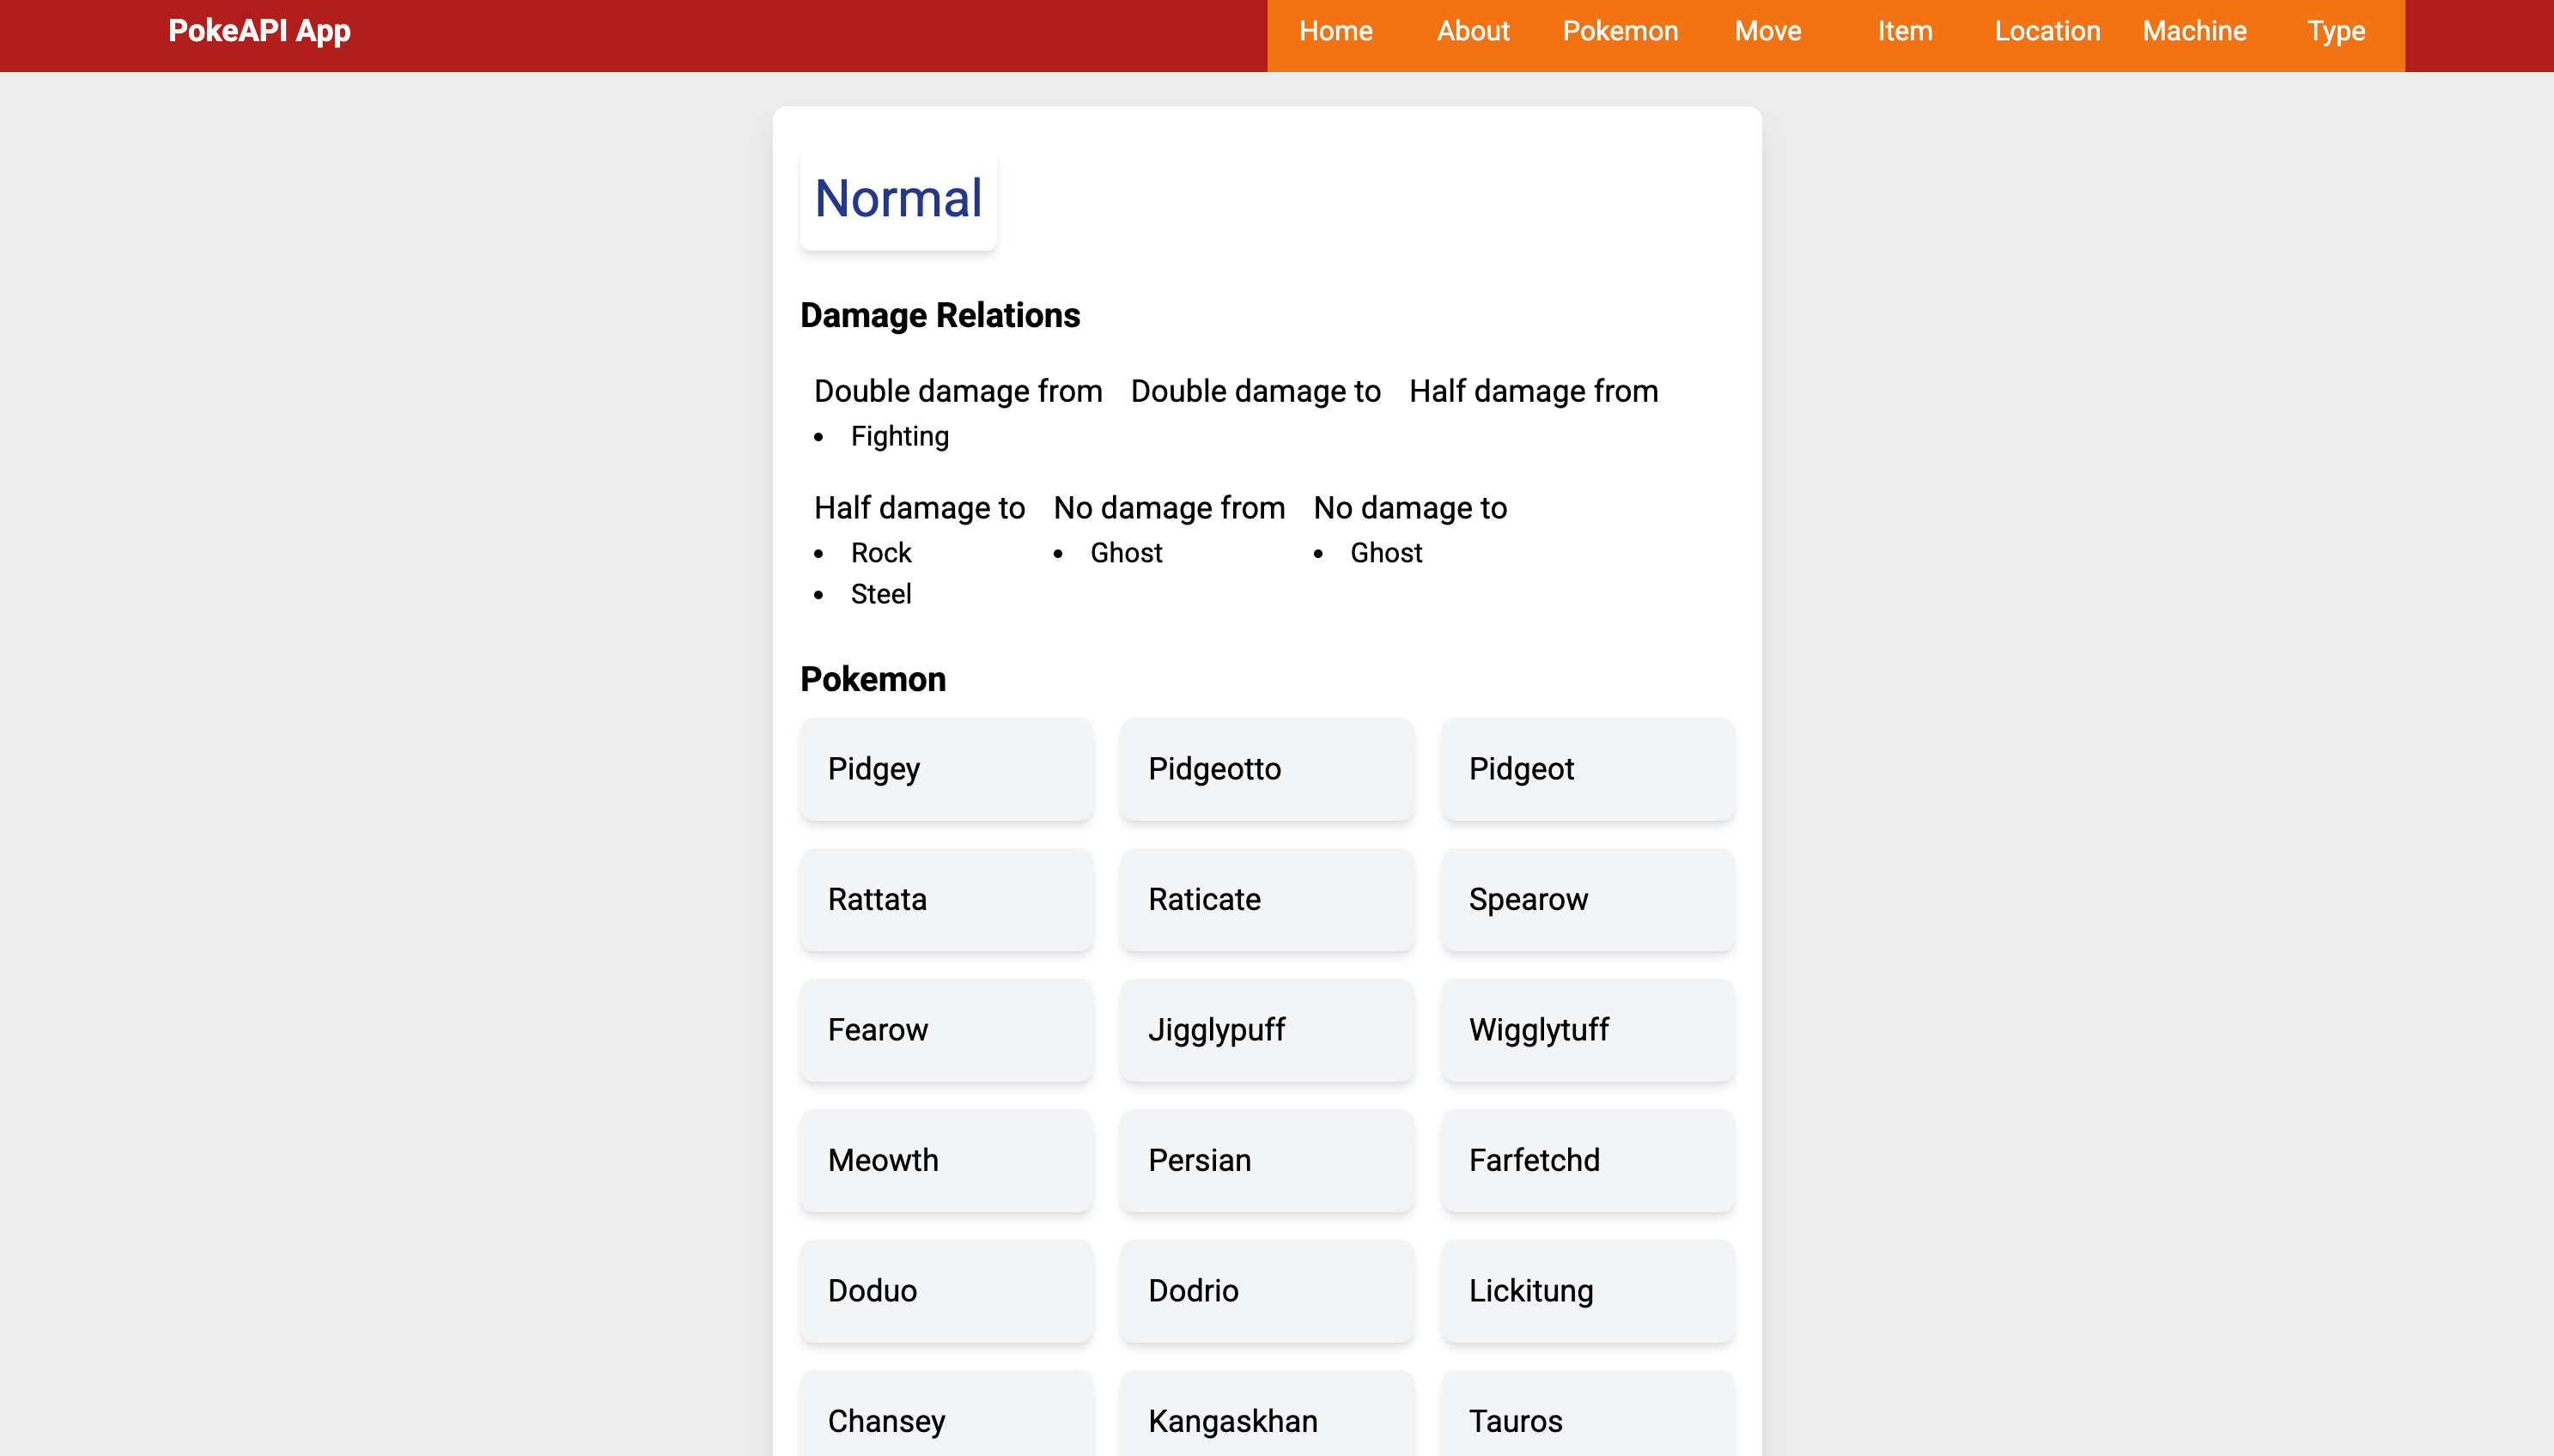 PokeAPI App Home About Pokemon Move Item Location Machine Type
Normal
Damage Relations
Double damage from Double damage to Half damage from
• Fighting
Half damage to No damage from No damage to
• Rock • Ghost • Ghost
• Steel
Pokemon
Pidgey Pidgeotto Pidgeot
Rattata Raticate Spearow
Fearow Jigglypuff Wigglytuff
Meowth Persian Farfetchd
Doduo Dodrio Lickitung
Chansey Kangaskhan Tauros